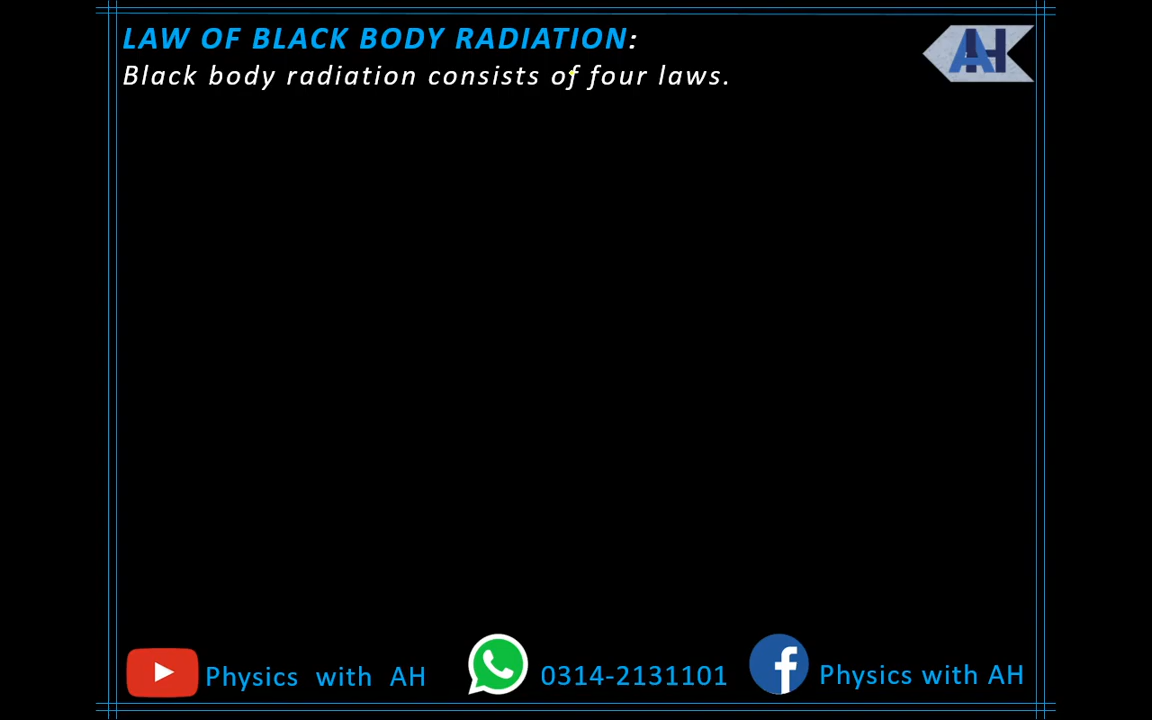 LAW OF BLACK BODY RADIATION:
AH
Black body radiation consists of four laws.
Physics with AH
0314-2131101
Physics with AH